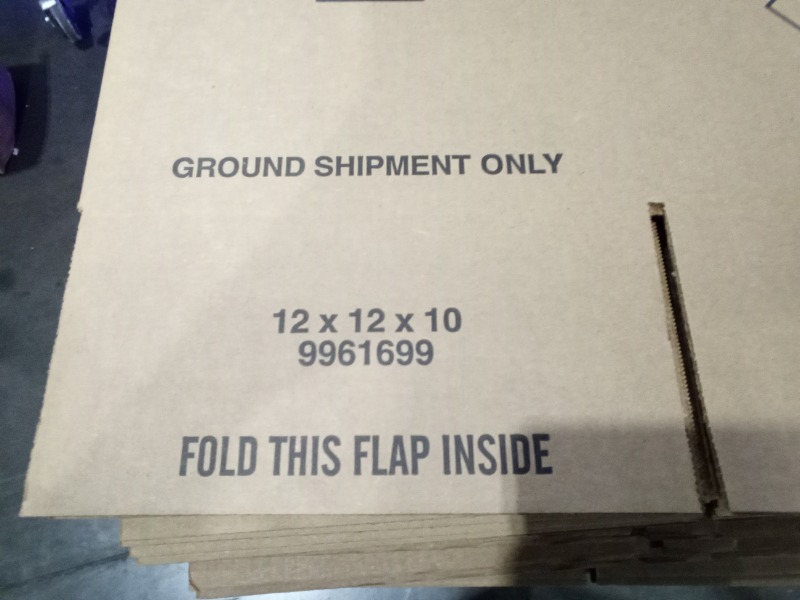 GROUND SHIPMENT ONLY
12 x 12 x 10
9961699
FOLD THIS FLAP INSIDE